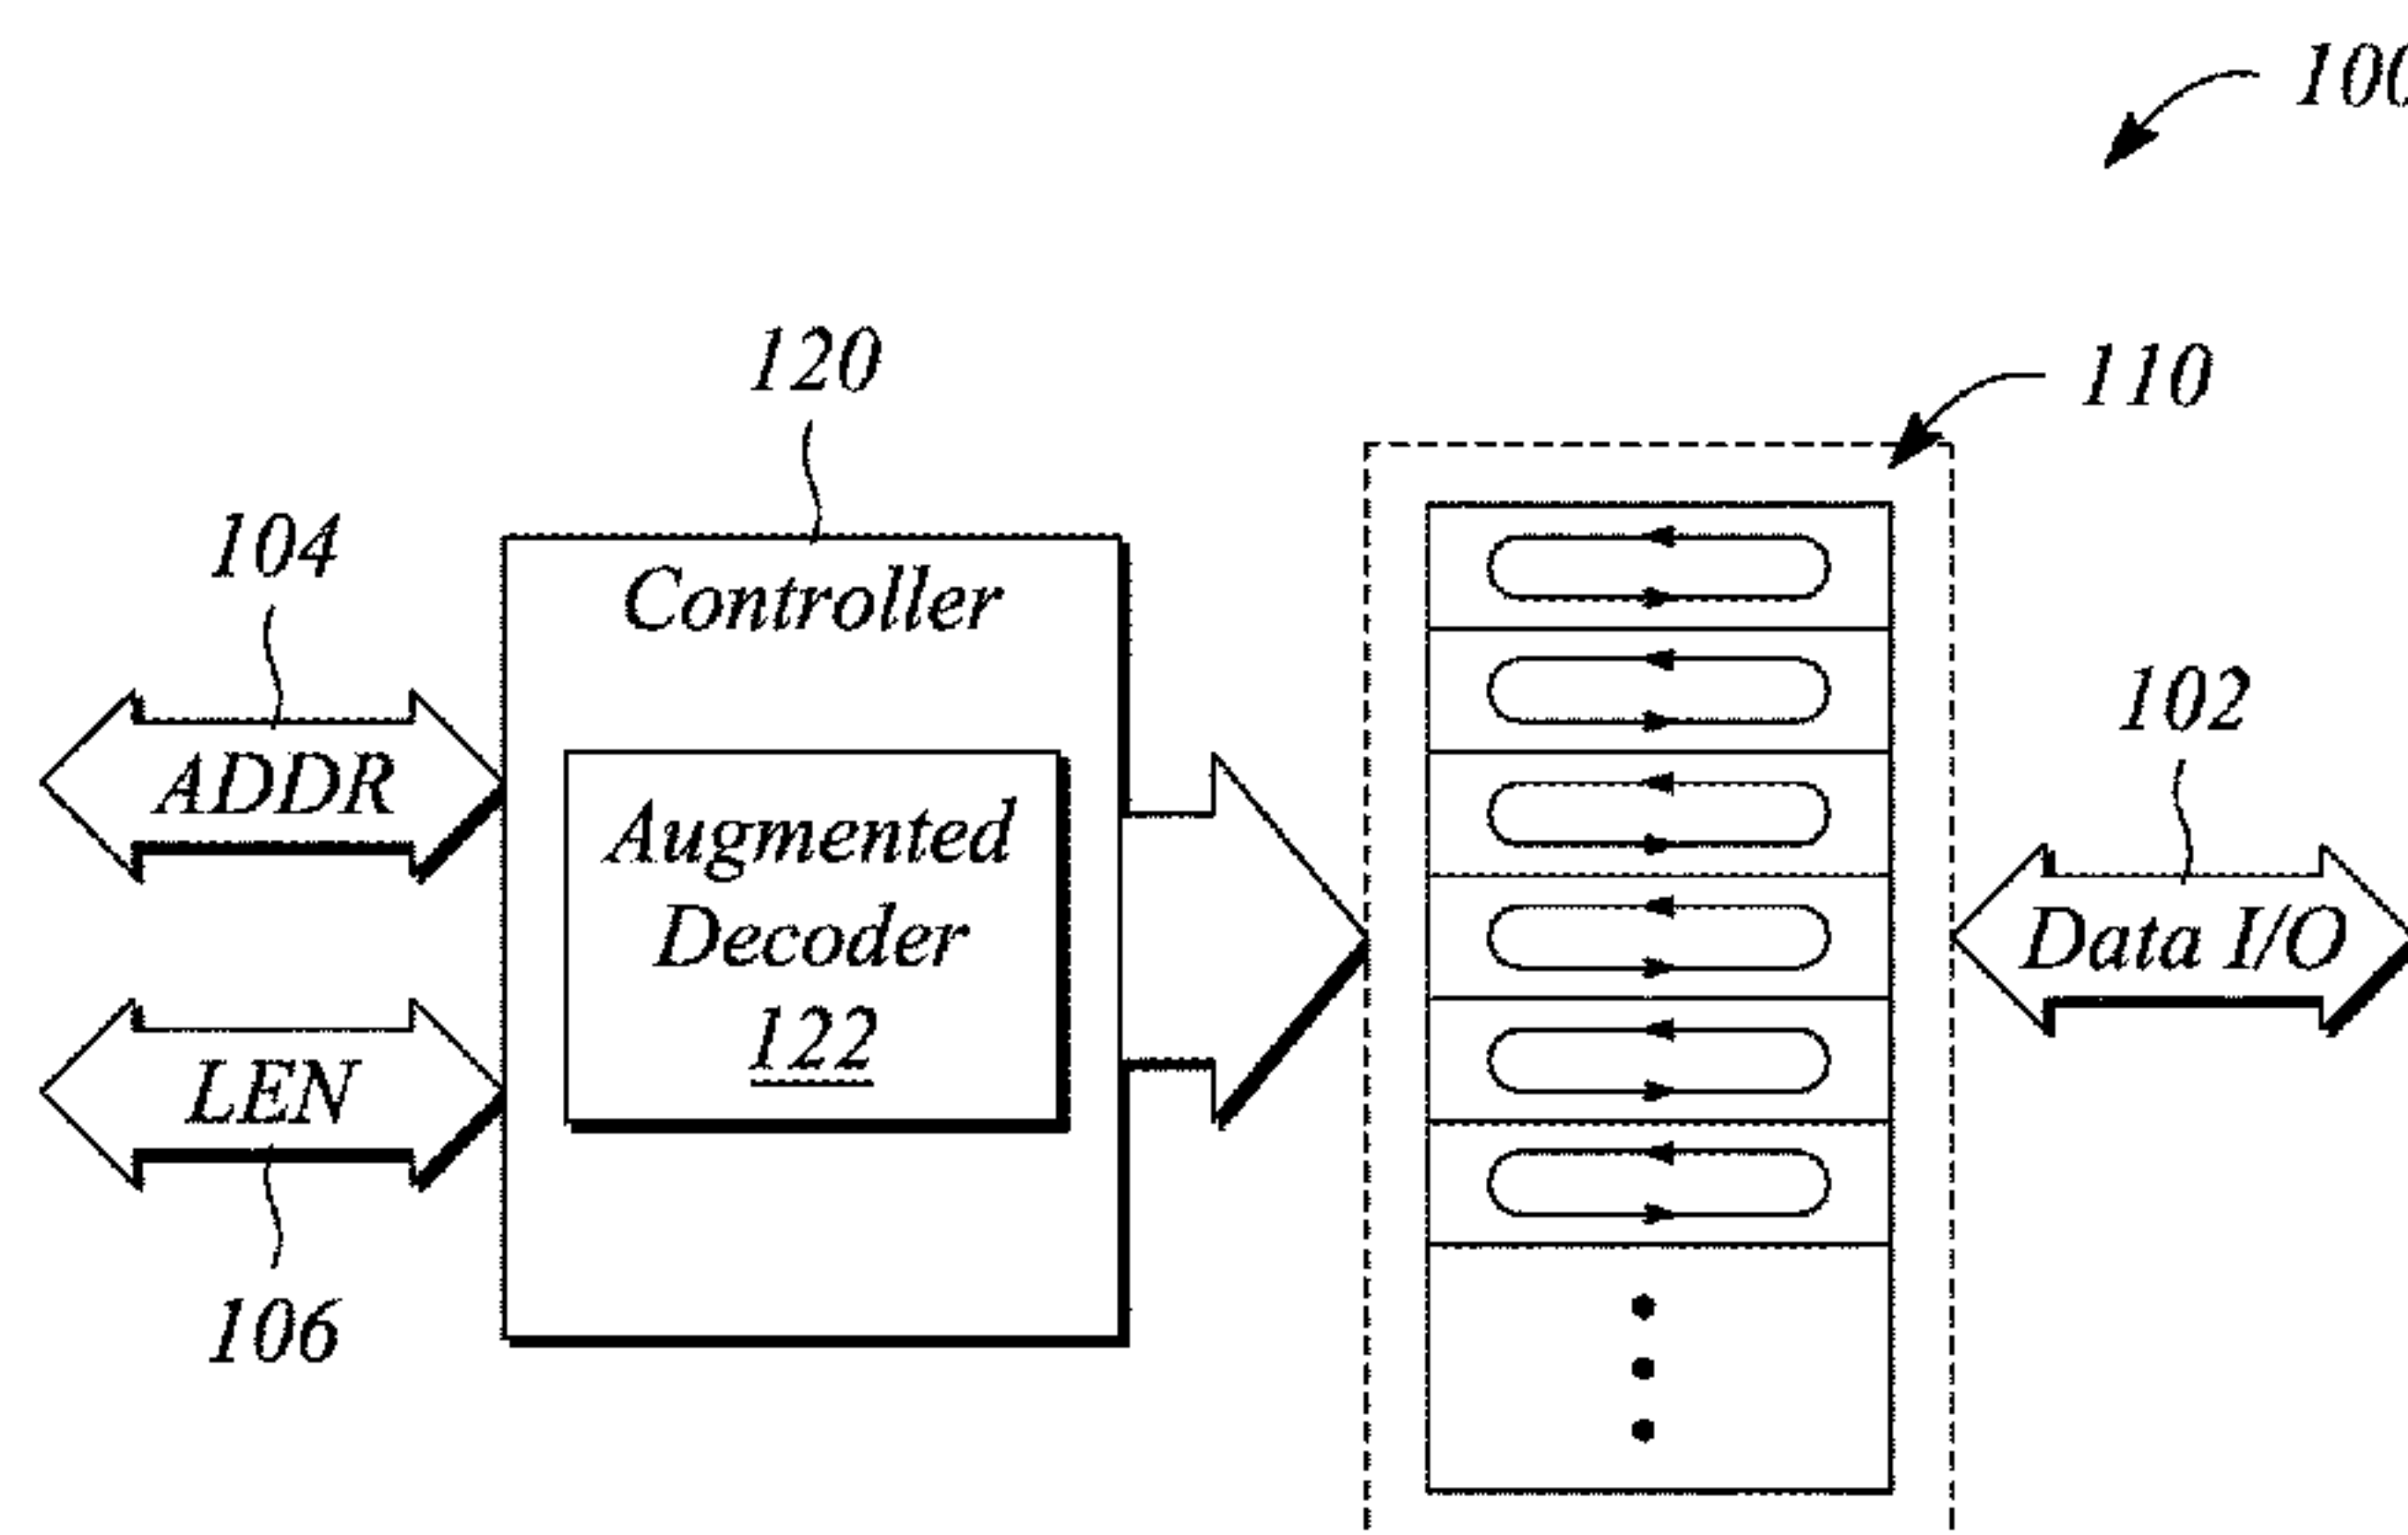 100
120
110
104
Controller
102
ADDR
Augmented
Decoder
122
Data I/O
LEN
106